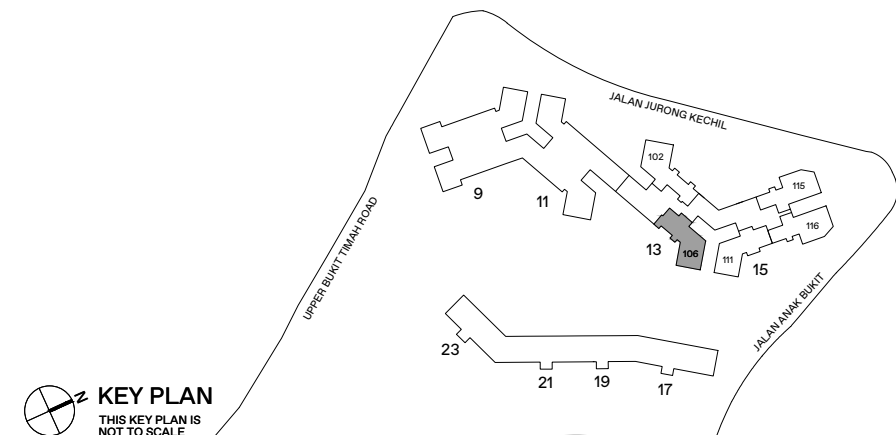 JALAN JURONG KECHIL
102
115
9
11
116
13
106
111
15
UPPER BUKIT TIMAH ROAD
JALAN ANAK BUKIT
23
21
19
17
N
KEY PLAN
THIS KEY PLAN IS
NOT TO SCALE